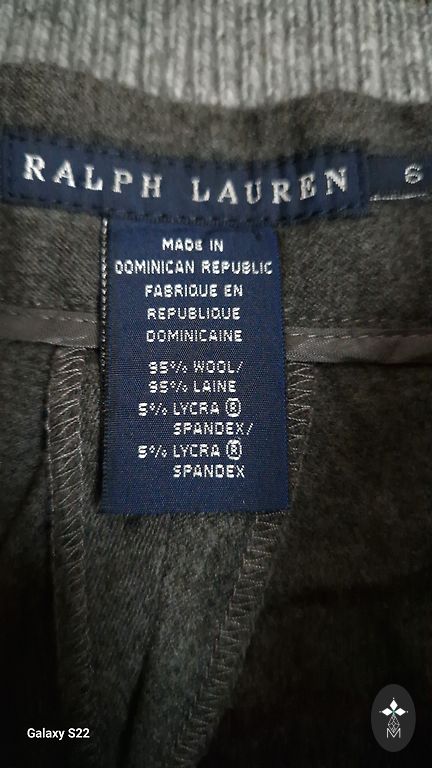 RALPH LAUREN 6
MADE IN
DOMINICAN REPUBLIC
FABRIQUE EN
REPUBLIQUE
DOMINICAINE
95% WOOL/
95% LAINE
5% LYCRA ®
SPANDEX/
5% LYCRA ®
SPANDEX
Galaxy S22
M